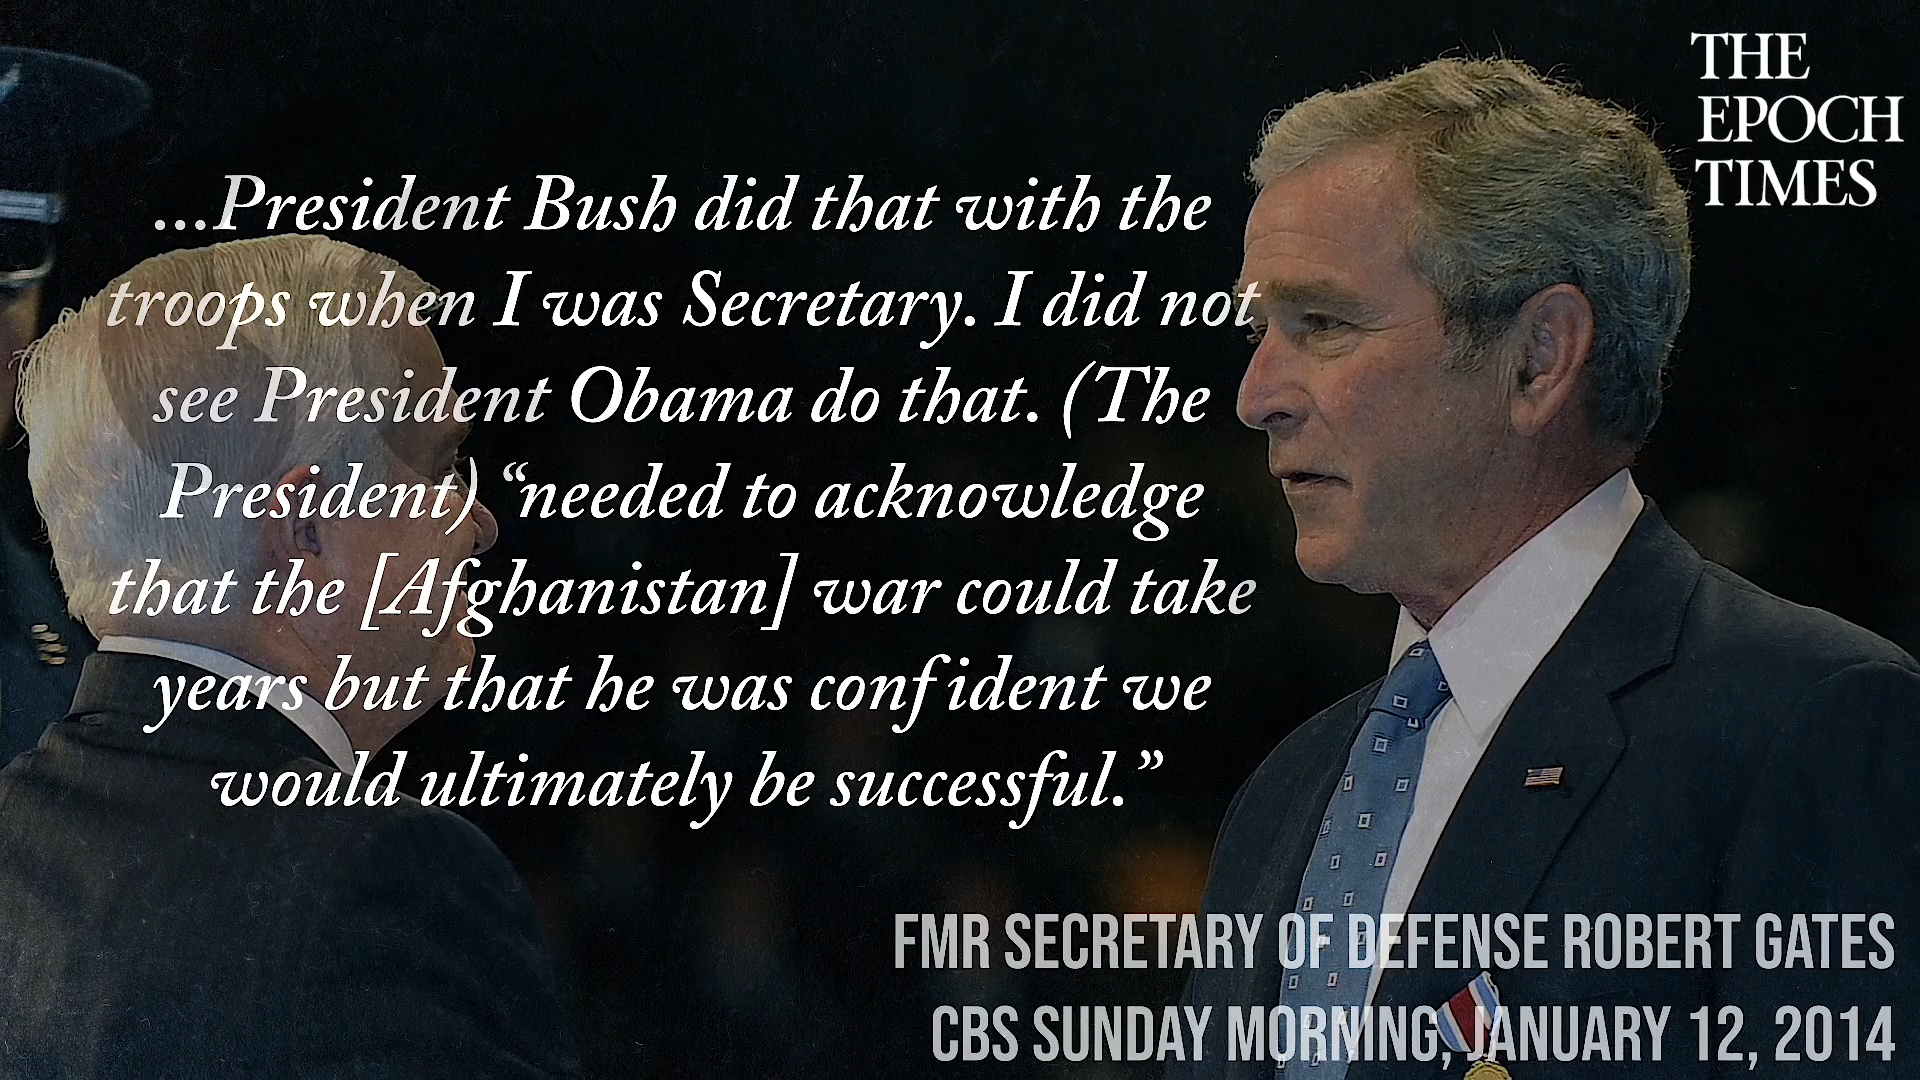 THE
EPOCH
TIMES
...President Bush did that with the
troops when I was Secretary. I did not
see President Obama do that. (The
President) “needed to acknowledge
that the [Afghanistan] war could take
years but that he was confident we
would ultimately be successful.”
FMR SECRETARY OF DEFENSE ROBERT GATES
CBS SUNDAY MORNING, JANUARY 12, 2014